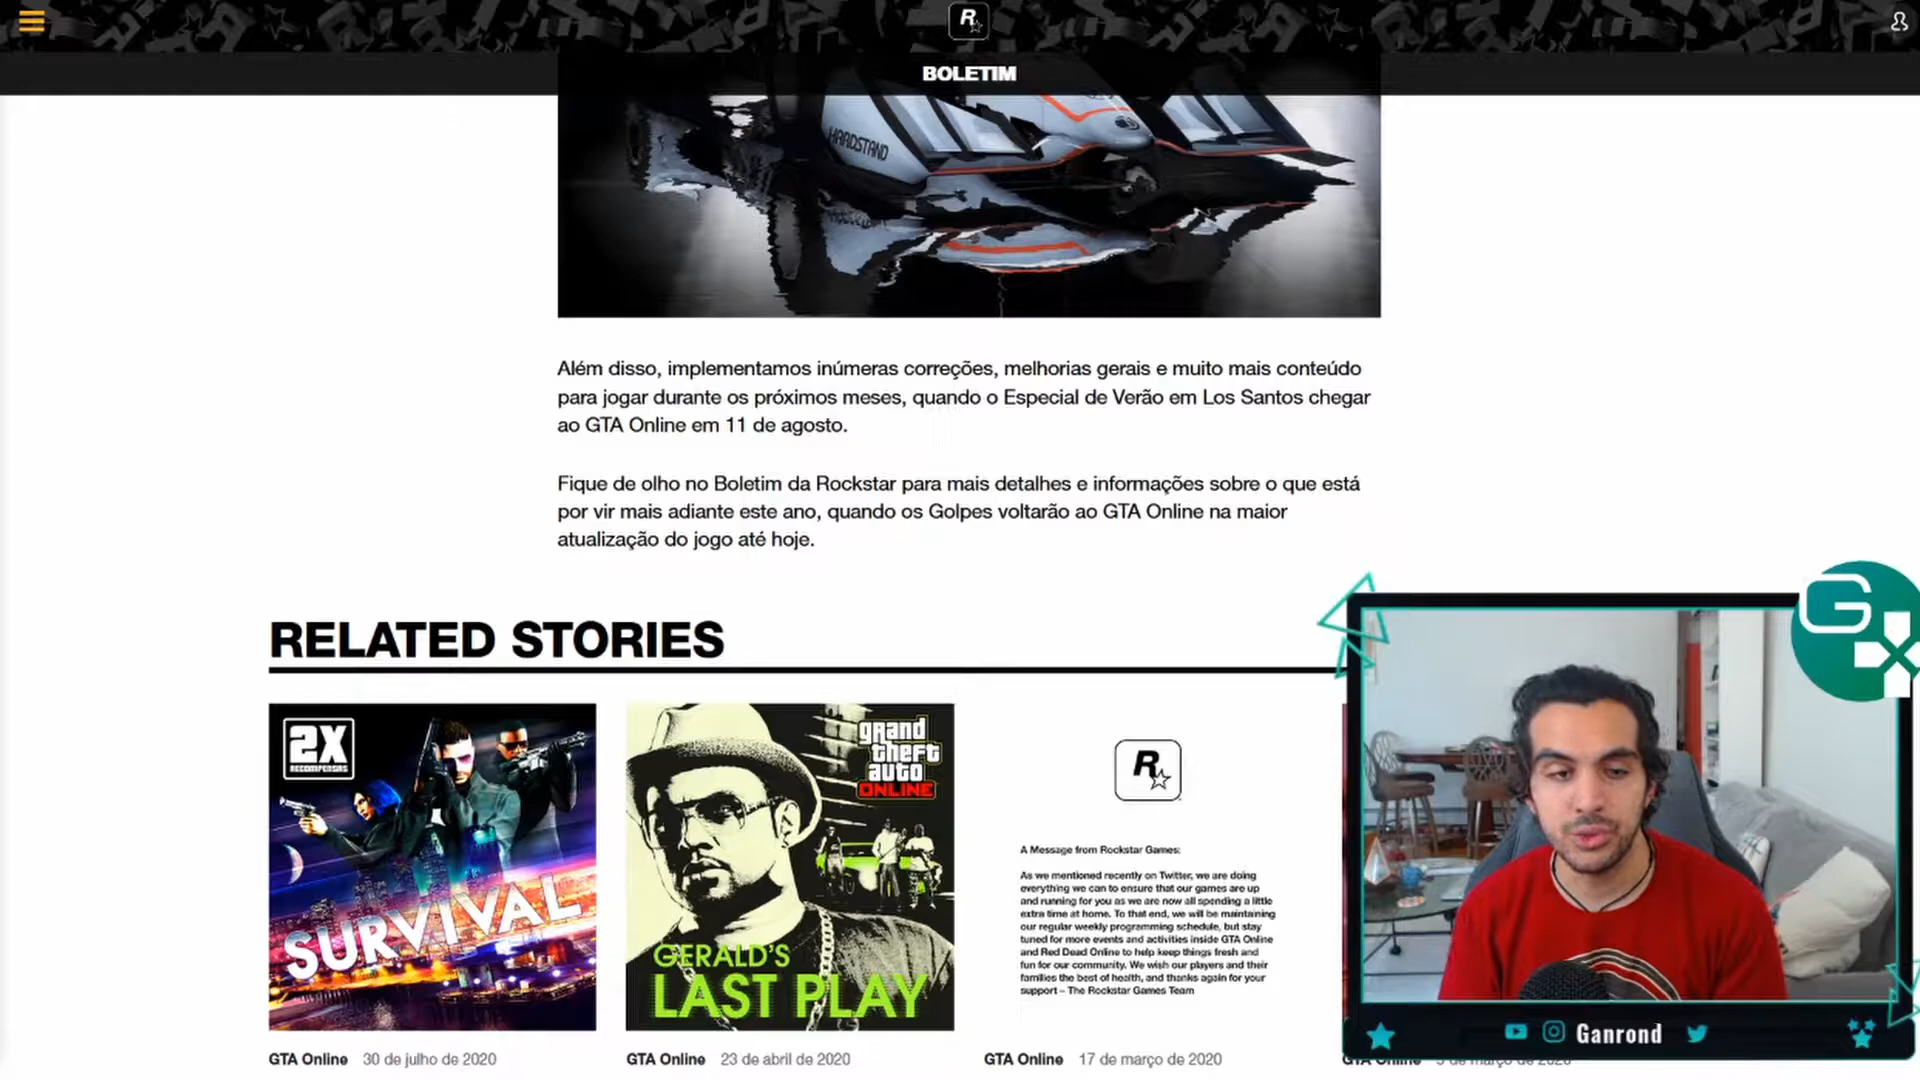 BOLETIM
HARDSTAND
Além disso, implementamos inúmeras correções, melhorias gerais e muito mais conteúdo
para jogar durante os próximos meses, quando o Especial de Verão em Los Santos chegar
ao GTA Online em 11 de agosto.
Fique de olho no Boletim da Rockstar para mais detalhes e informações sobre o que está
por vir mais adiante este ano, quando os Golpes voltarão ao GTA Online na maior
atualização do jogo até hoje.
RELATED STORIES
2X
RECOMPENSAS
SURVIVAL
grand
theft
auto
ONLINE
GERALD'S
LAST PLAY
R
A Message from Rockstar Games:
As we mentioned recently on Twitter, we are doing
everything we can to ensure that our games are up
and running for you as we are now all spending a little
extra time at home. To that end, we will be maintaining
our regular weekly programming schedule, but stay
tuned for more events and activities inside GTA Online
and Red Dead Online to help keep things fresh and
fun for our community. We wish our players and their
families the best of health, and thanks again for your
support – The Rockstar Games Team
GTA Online 30 de julho de 2020
GTA Online 23 de abril de 2020
GTA Online 17 de março de 2020
GTA Online 5 de março de 2020
G
Ganrond